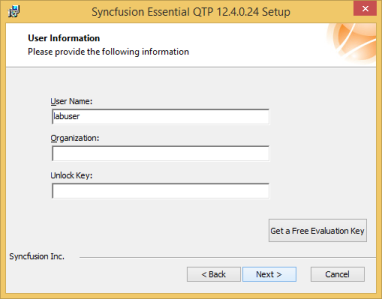 Syncfusion Essential QTP 12.4.0.24 Setup
User Information
Please provide the following information
User Name:
labuser
Organization:
Unlock Key:
Get a Free Evaluation Key
Syncfusion Inc.
< Back
Next >
Cancel